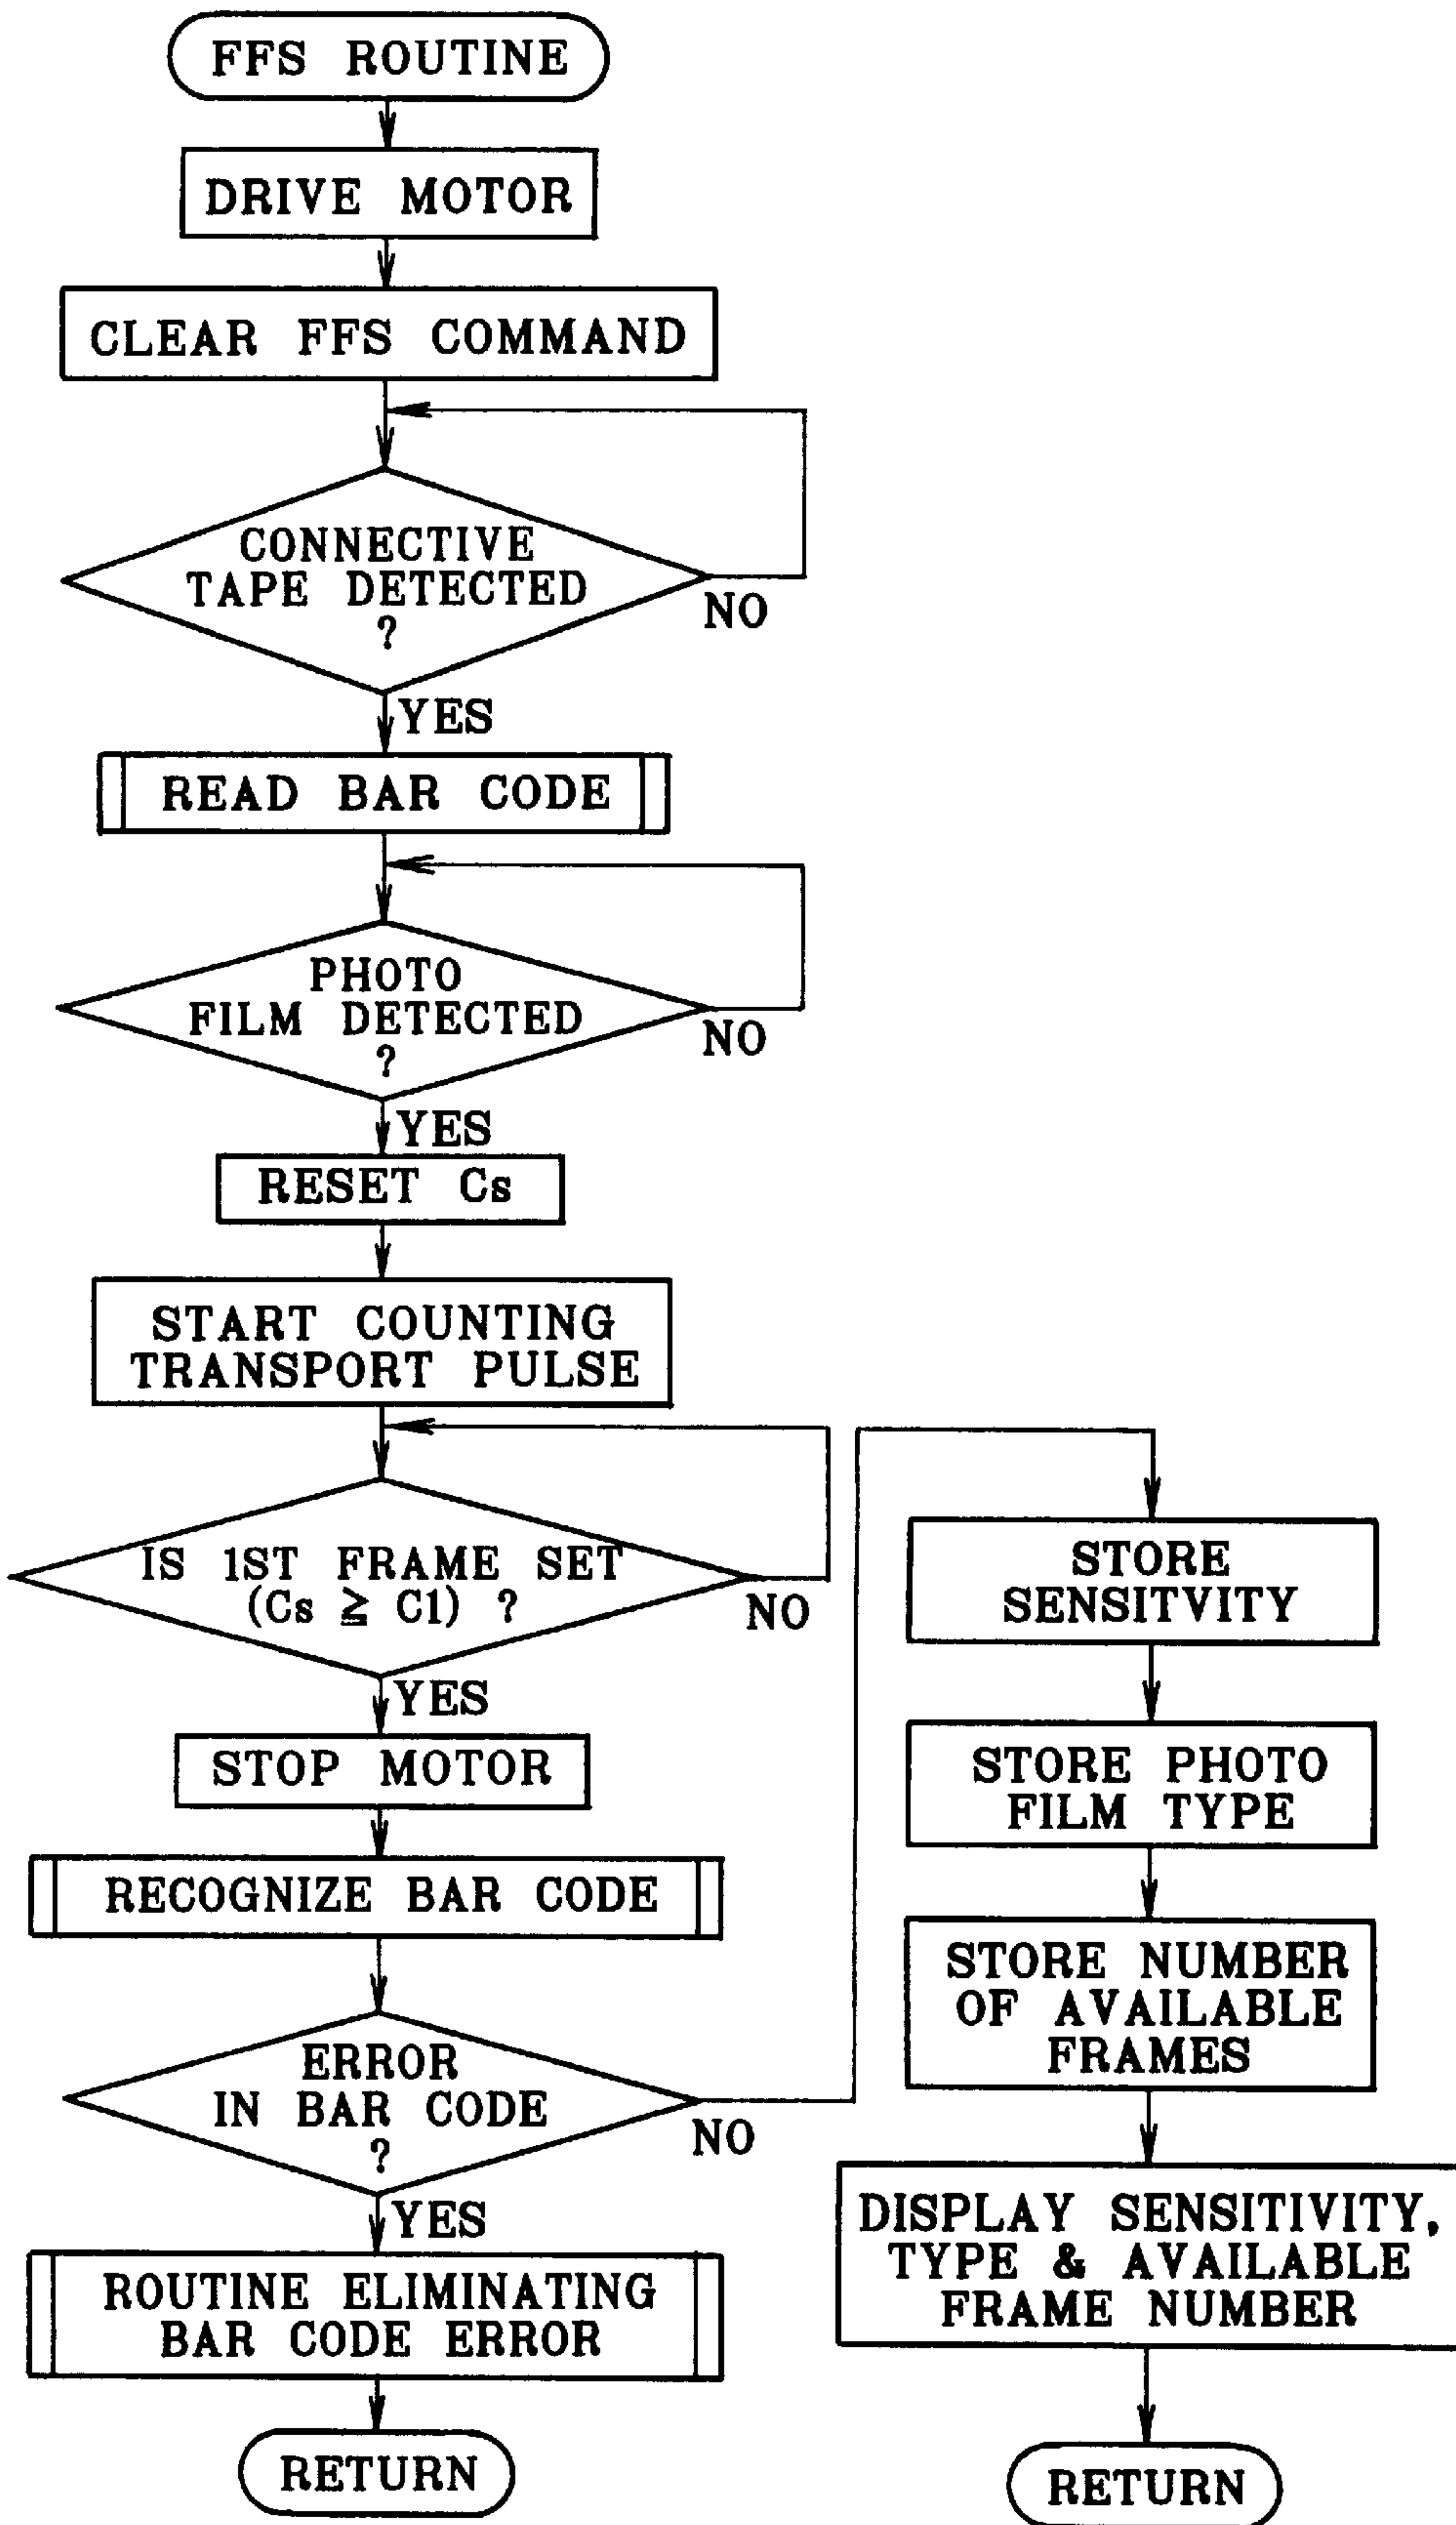 FFS ROUTINE
DRIVE MOTOR
CLEAR FFS COMMAND
CONNECTIVE
TAPE DETECTED
?
NO
YES
READ BAR CODE
PHOTO
FILM DETECTED
?
NO
YES
RESET Cs
START COUNTING
TRANSPORT PULSE
IS 1ST FRAME SET
(Cs ≧ C1) ?
NO
YES
STOP MOTOR
RECOGNIZE BAR CODE
ERROR
IN BAR CODE
?
NO
YES
ROUTINE ELIMINATING
BAR CODE ERROR
RETURN
STORE
SENSITVITY
STORE PHOTO
FILM TYPE
STORE NUMBER
OF AVAILABLE
FRAMES
DISPLAY SENSITIVITY,
TYPE & AVAILABLE
FRAME NUMBER
RETURN